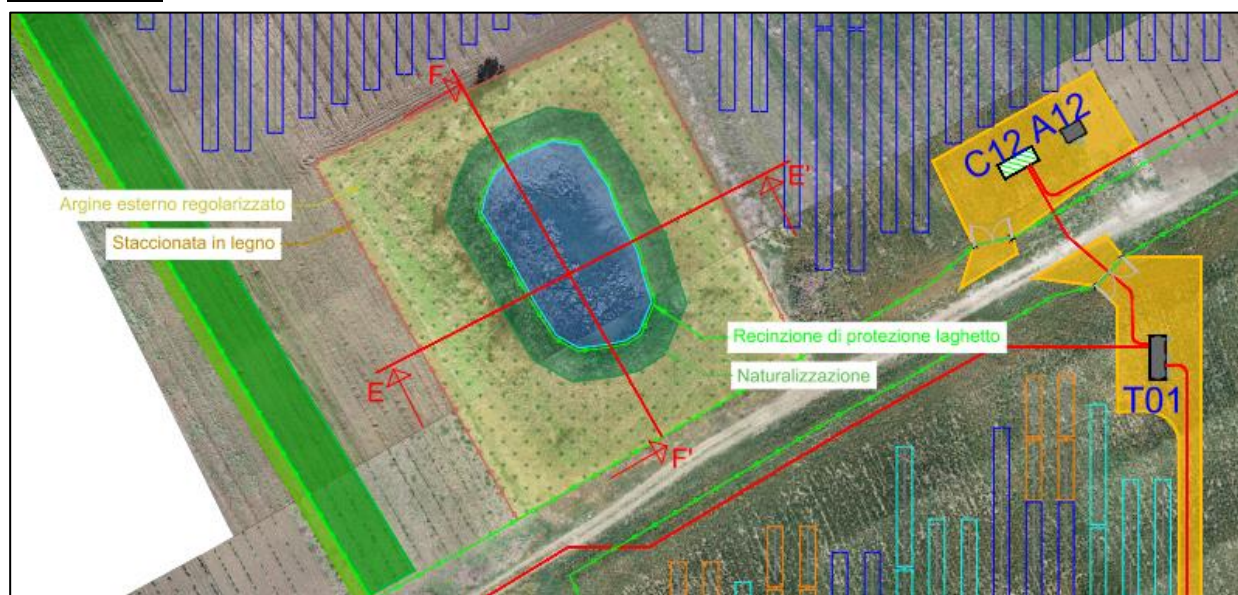 F
C12 A12
E'
Argine esterno regolarizzato
Staccionata in legno
Recinzione di protezione laghetto
Naturalizzazione
E
T01
F'